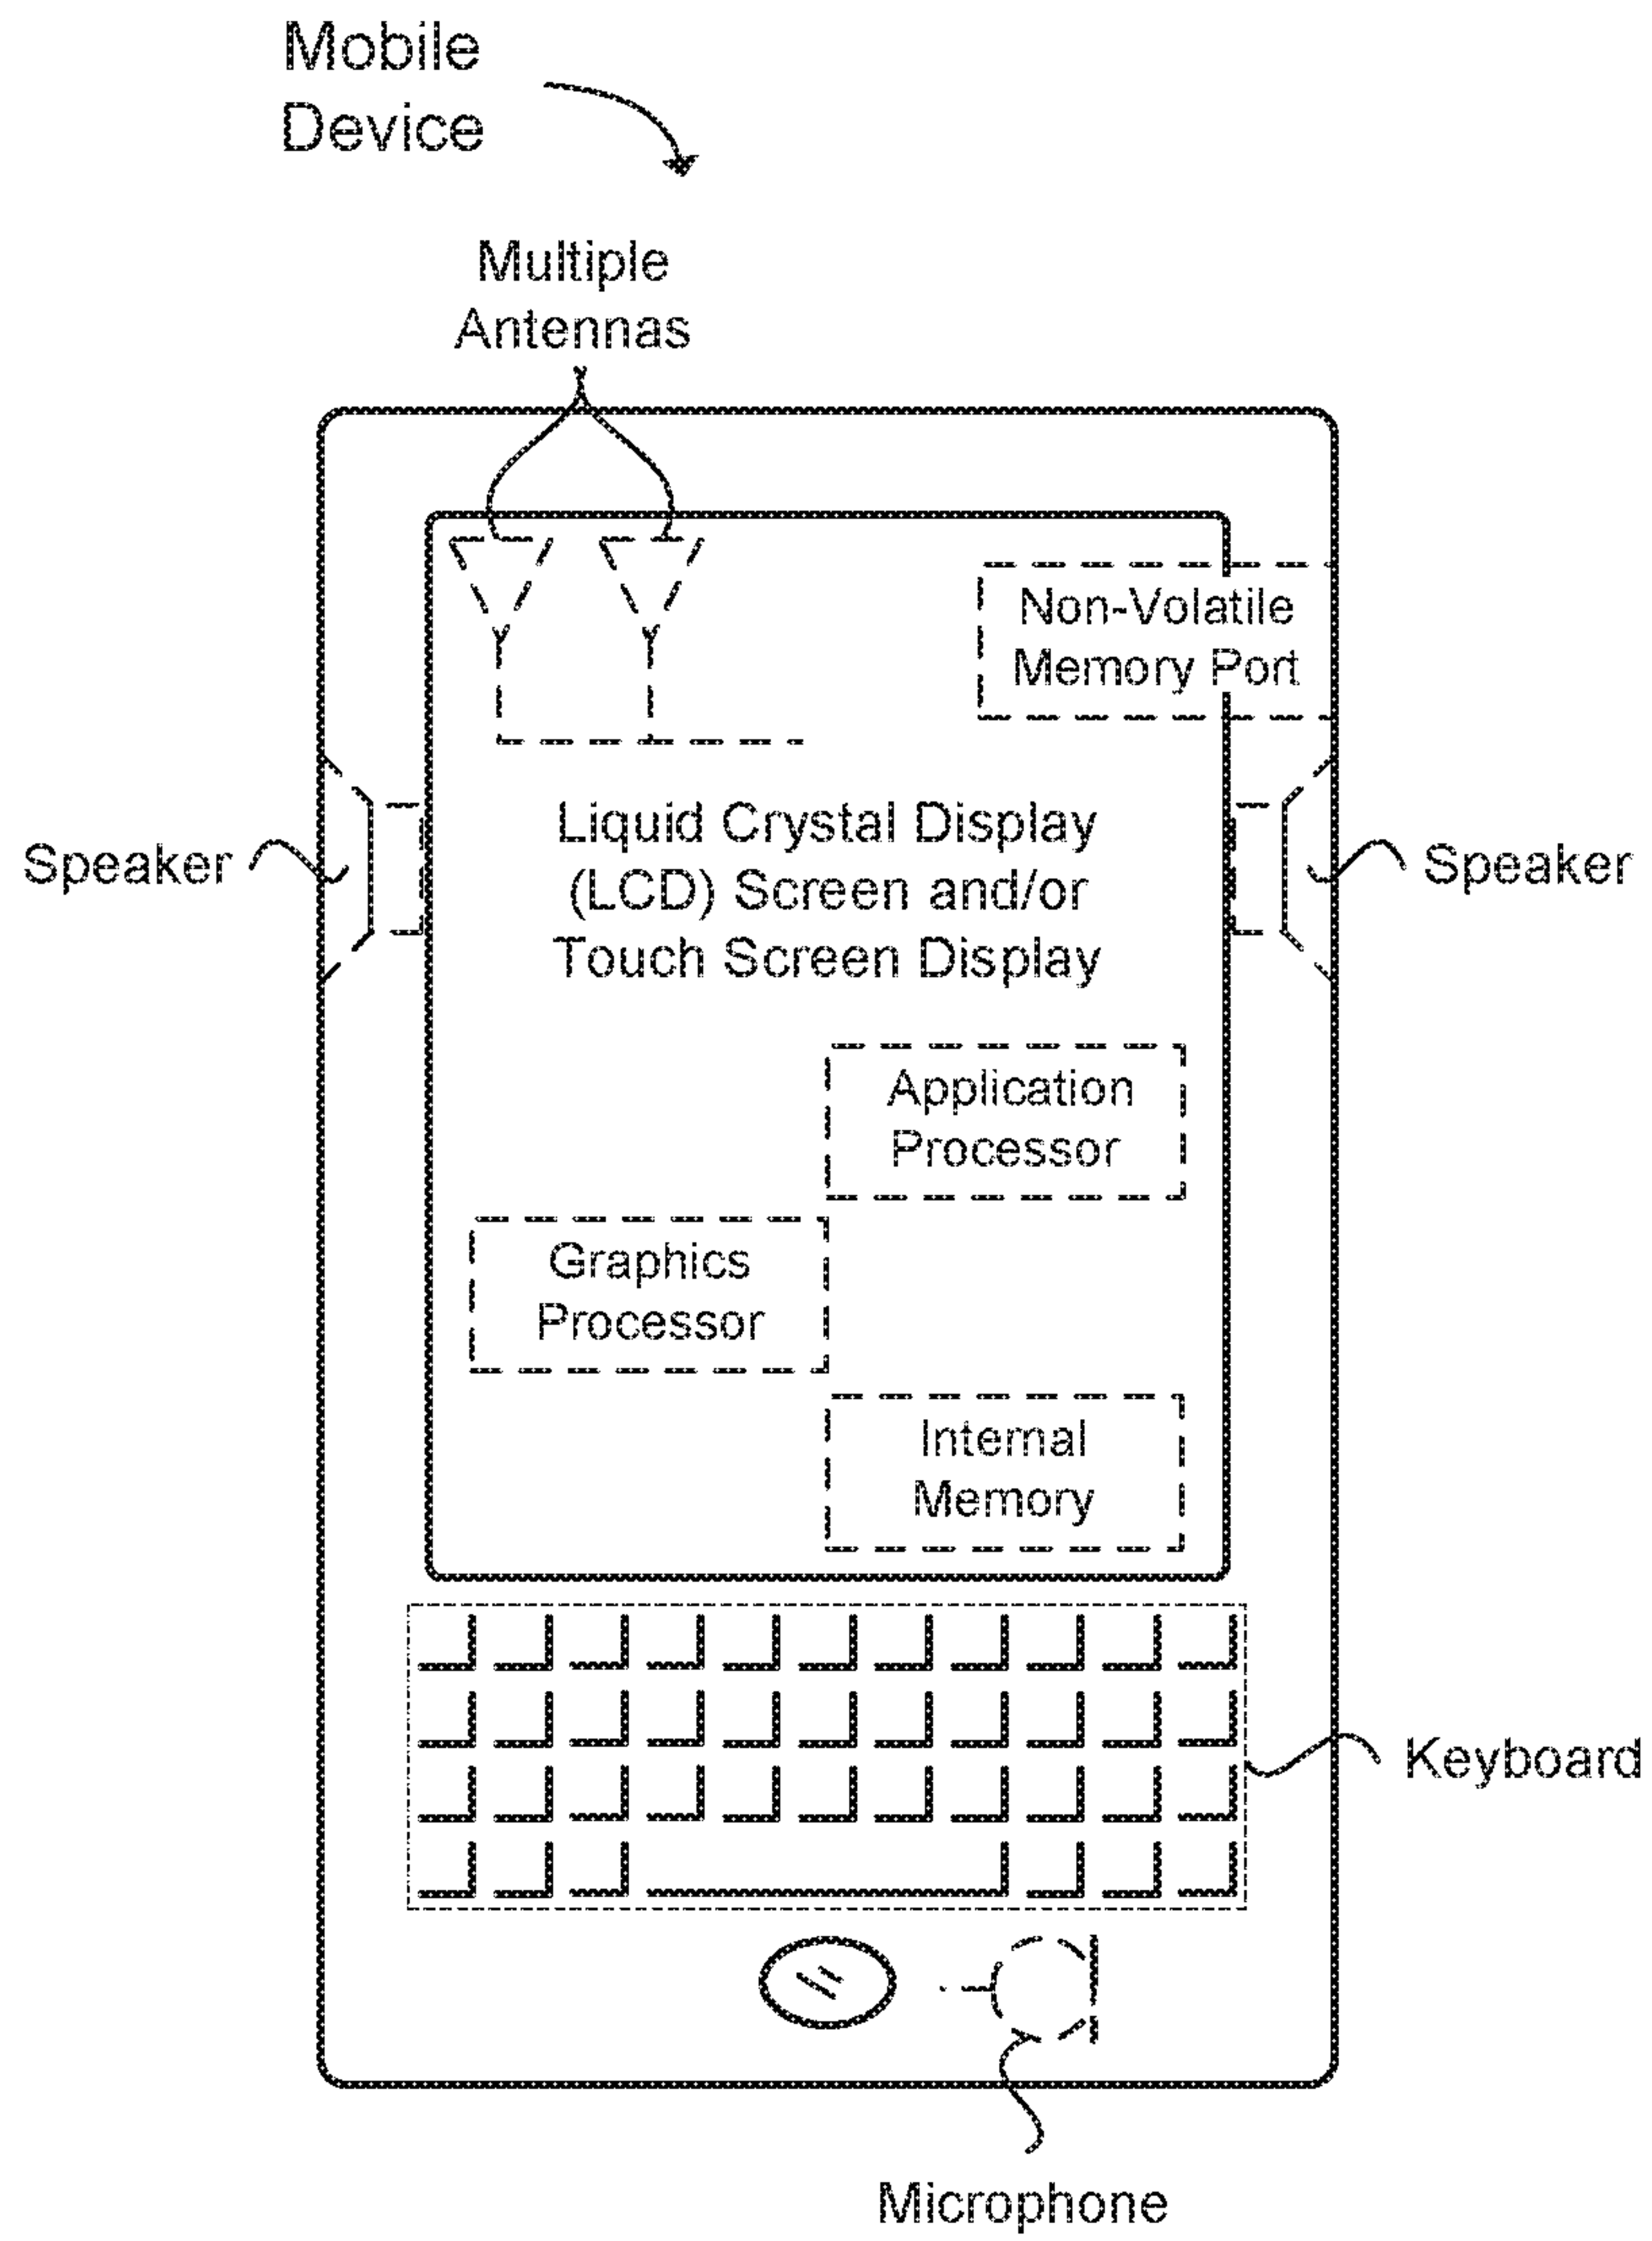 Mobile
Device
Multiple
Antennas
Non-Volatile
Memory Port
Speaker
Liquid Crystal Display
(LCD) Screen and/or
Touch Screen Display
Speaker
Application
Processor
Graphics
Processor
Internal
Memory
Keyboard
Microphone